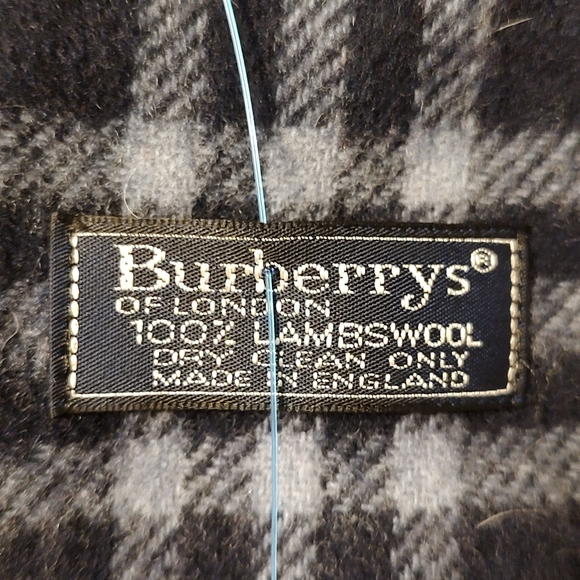 Burberrys®
OF LONDON
100% LAMBSWOOL
DRY CLEAN ONLY
MADE IN ENGLAND